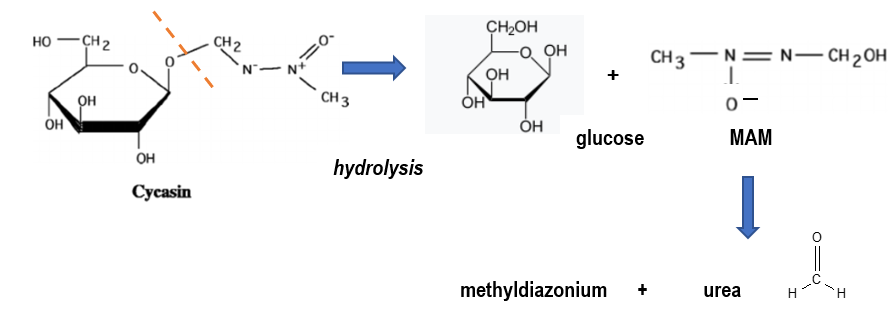 HO CH2 O O CH2 N- N+ O- CH3
OH OH OH
Cycasin
hydrolysis
CH2OH O OH OH OH OH
+
glucose
CH3 — N = N — CH2OH
+
O —
MAM
methyldiazonium + urea
O
C
H H